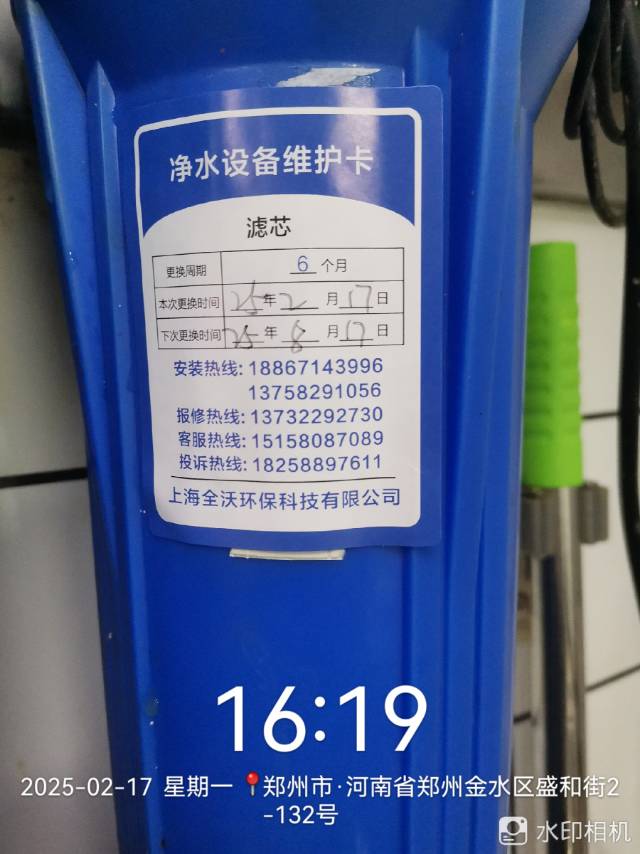 净水设备维护卡
滤芯
更换周期 6 个月
本次更换时间 25年 2 月 17 日
下次更换时间 25年 8 月 17 日
安装热线: 18867143996
13758291056
报修热线: 13732292730
客服热线: 15158087089
投诉热线: 18258897611
上海全沃环保科技有限公司
16:19
2025-02-17 星期一 郑州市·河南省郑州金水区盛和街2
-132号
水印相机